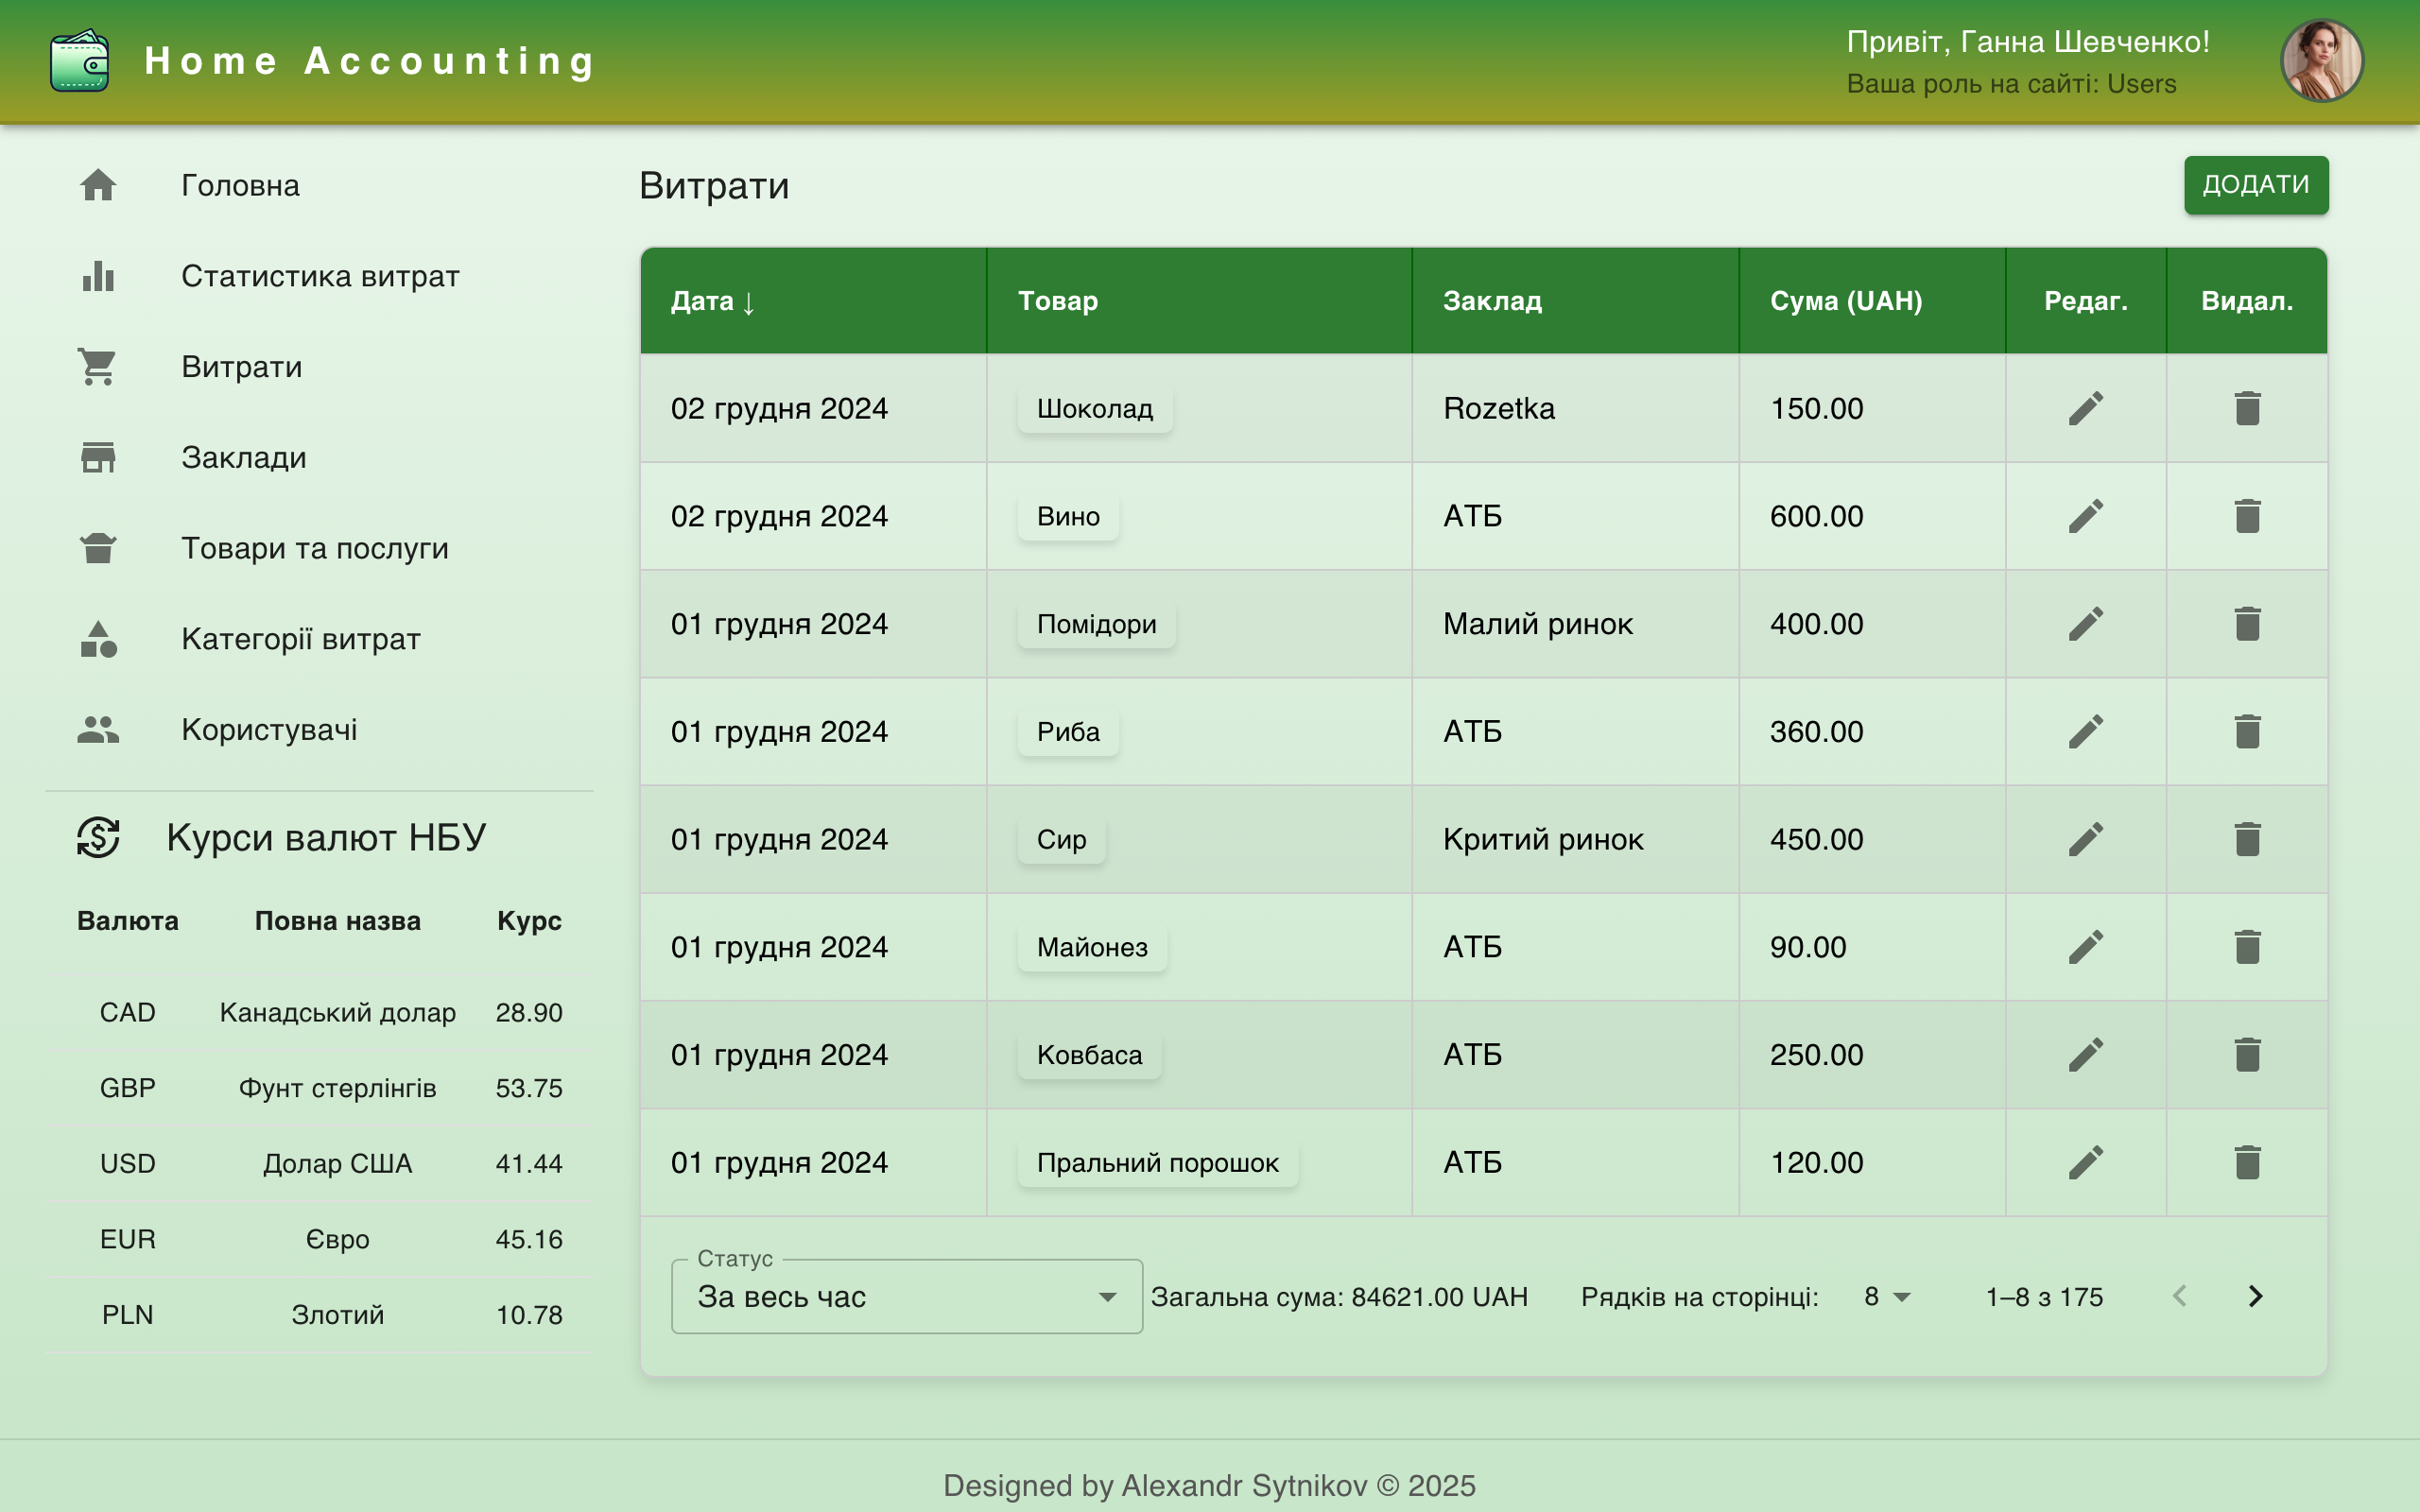 Home Accounting
Привіт, Ганна Шевченко!
Ваша роль на сайті: Users
Головна
Статистика витрат
Витрати
Заклади
Товари та послуги
Категорії витрат
Користувачі
Курси валют НБУ
Валюта Повна назва Курс
CAD Канадський долар 28.90
GBP Фунт стерлінгів 53.75
USD Долар США 41.44
EUR Євро 45.16
PLN Злотий 10.78
Витрати
ДОДАТИ
Дата ↓ Товар Заклад Сума (UAH) Редаг. Видал.
02 грудня 2024 Шоколад Rozetka 150.00
02 грудня 2024 Вино АТБ 600.00
01 грудня 2024 Помідори Малий ринок 400.00
01 грудня 2024 Риба АТБ 360.00
01 грудня 2024 Сир Критий ринок 450.00
01 грудня 2024 Майонез АТБ 90.00
01 грудня 2024 Ковбаса АТБ 250.00
01 грудня 2024 Пральний порошок АТБ 120.00
Статус
За весь час Загальна сума: 84621.00 UAH Рядків на сторінці: 8 1–8 з 175
Designed by Alexandr Sytnikov © 2025